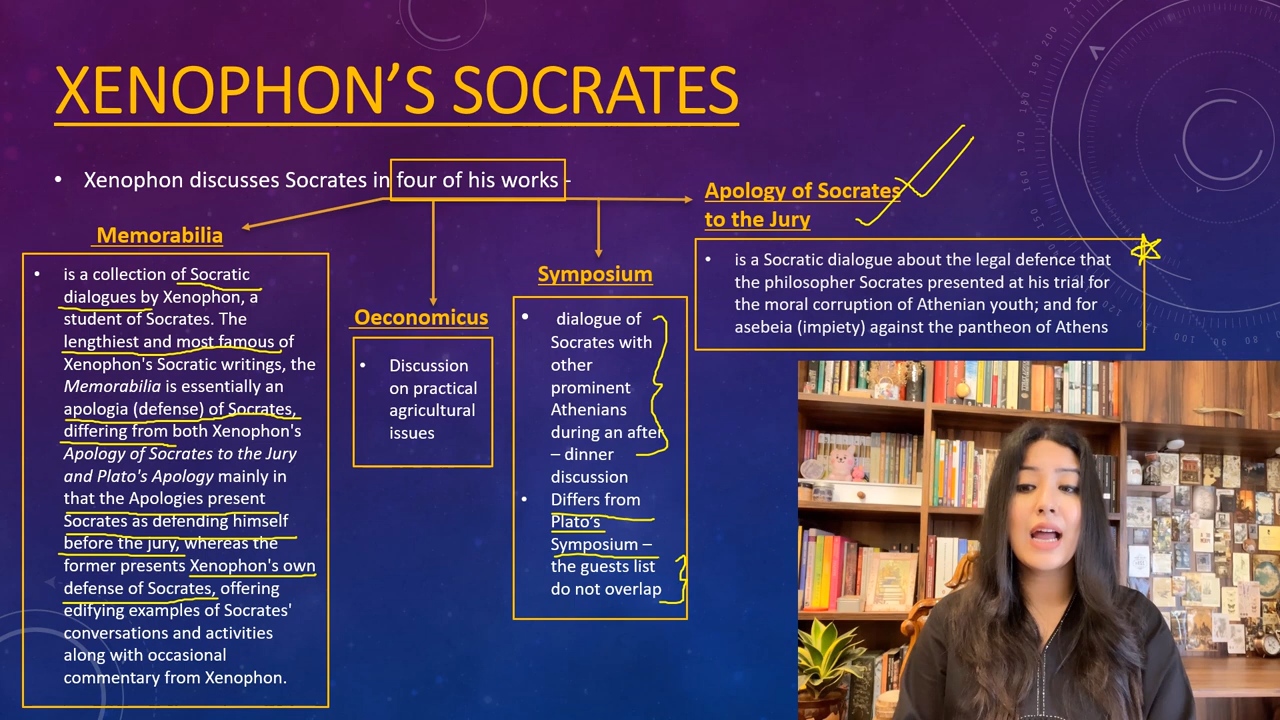 XENOPHON'S SOCRATES
• Xenophon discusses Socrates in four of his works -
Memorabilia
• is a collection of Socratic
dialogues by Xenophon, a
student of Socrates. The
lengthiest and most famous of
Xenophon's Socratic writings, the
Memorabilia is essentially an
apologia (defense) of Socrates,
differing from both Xenophon's
Apology of Socrates to the Jury
and Plato's Apology mainly in
that the Apologies present
Socrates as defending himself
before the jury, whereas the
former presents Xenophon's own
defense of Socrates, offering
edifying examples of Socrates'
conversations and activities
along with occasional
commentary from Xenophon.
Oeconomicus
• Discussion
on practical
agricultural
issues
Symposium
• dialogue of
Socrates with
other
prominent
Athenians
during an after
– dinner
discussion
• Differs from
Plato's
Symposium –
the guests list
do not overlap
Apology of Socrates
to the Jury
• is a Socratic dialogue about the legal defence that
the philosopher Socrates presented at his trial for
the moral corruption of Athenian youth; and for
asebeia (impiety) against the pantheon of Athens